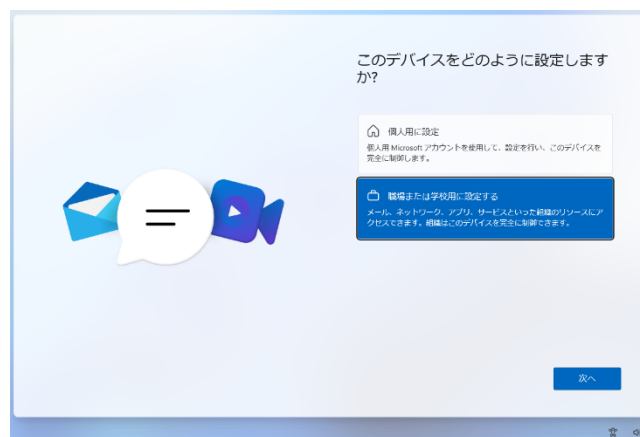 このデバイスをどのように設定します
か?
個人用に設定
個人用 Microsoft アカウントを使用して、設定を行い、このデバイスを
完全に制御します。
職場または学校用に設定する
メール、ネットワーク、アプリ、サービスといった組織のリソースにア
クセスできます。組織はこのデバイスを完全に制御できます。
次へ